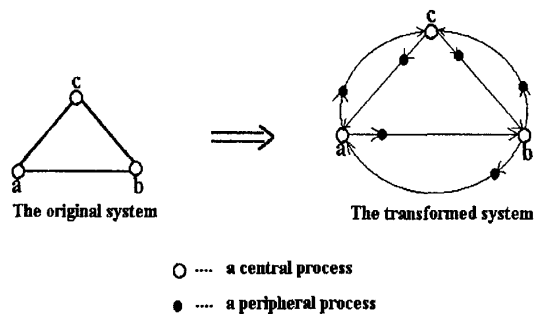 c
a
b
The original system
c
a
b
The transformed system
.... a central process
.... a peripheral process